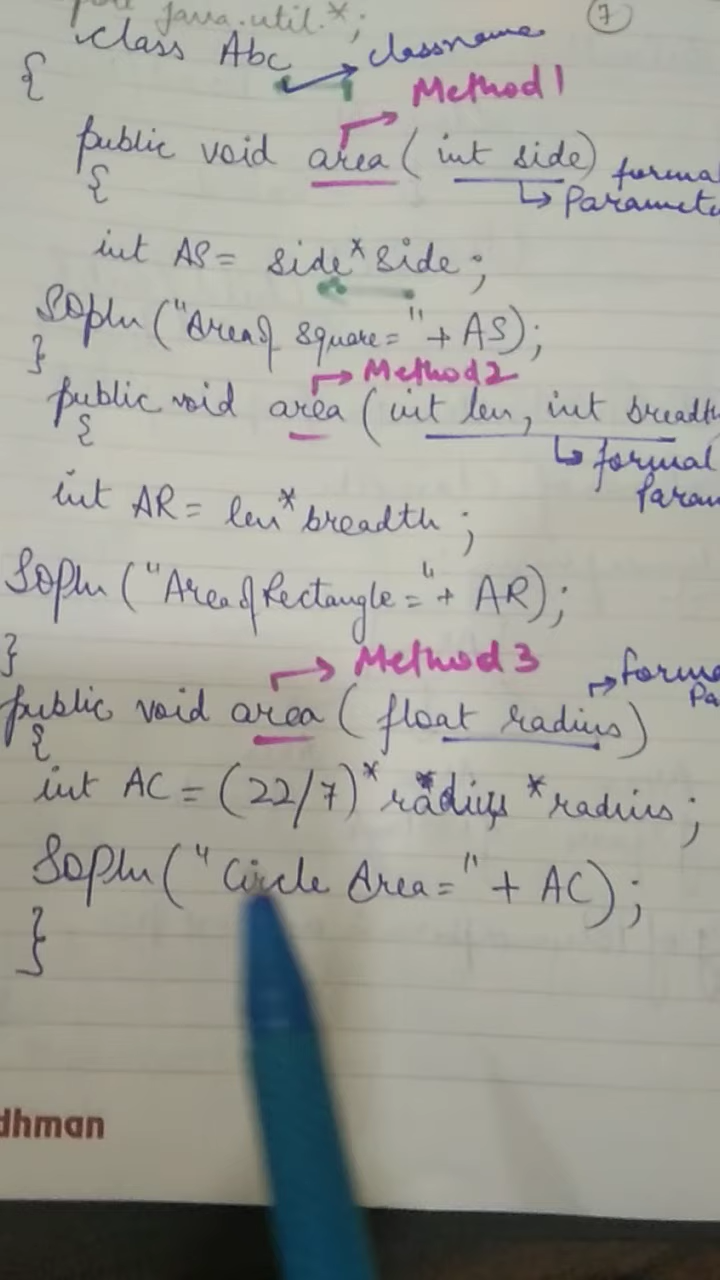 java.util.*;
7
class Abc classname
{ Method 1
public void area ( int side) formal
{ Paramete
int AS= side*side;
SOPln ("Area of square=" + AS);
}
Method 2
public void area ( int len, int breadth
{ formal
Param
int AR= len*breadth;
SOPln ("Area of Rectangle=" + AR);
}
Method 3 forma
Pa
public void area ( float radius)
{
int AC = (22/7)* radius *radius;
SOPln ("Circle Area=" + AC);
}
dhman